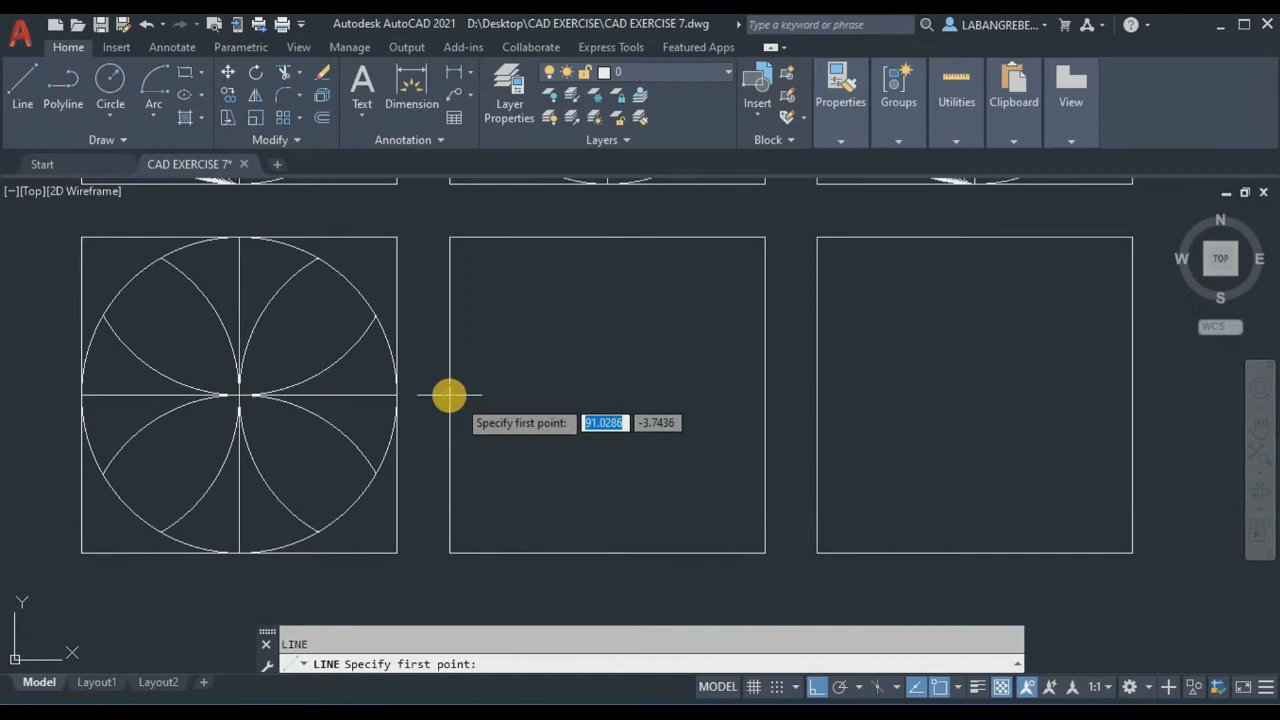 Autodesk AutoCAD 2021 D:\Desktop\CAD EXERCISE\CAD EXERCISE 7.dwg Type a keyword or phrase LABANGREBE...
Home Insert Annotate Parametric View Manage Output Add-ins Collaborate Express Tools Featured Apps
0
Line Polyline Circle Arc Text Dimension Layer Properties Insert Properties Groups Utilities Clipboard View
Draw Modify Annotation Layers Block
Start CAD EXERCISE 7*
[−][Top][2D Wireframe]
N
W TOP E
S
WCS
Specify first point: 91.0286 -3.7436
Y
X
LINE
LINE Specify first point:
Model Layout1 Layout2 MODEL 1:1